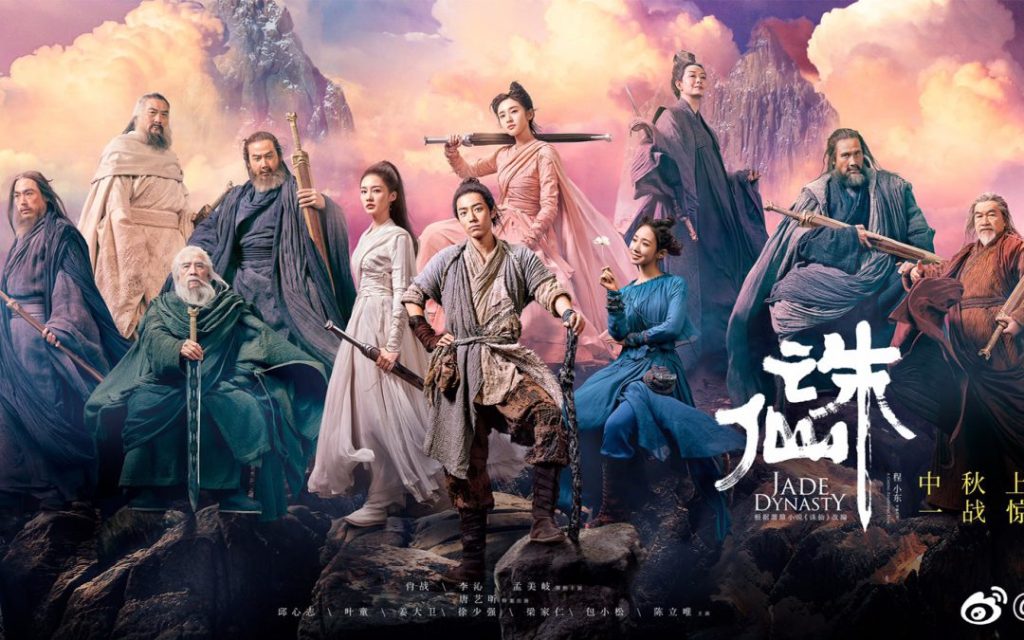 诛仙
JADE
DYNASTY
根据萧鼎小说《诛仙》改编
程小东
中秋上
一战惊
肖战 \ 李沁 \ 孟美岐
唐艺昕
邱心志 \ 叶童 \ 姜大卫 \ 徐少强 \ 梁家仁 \ 包小松 \ 陈立唯 主演